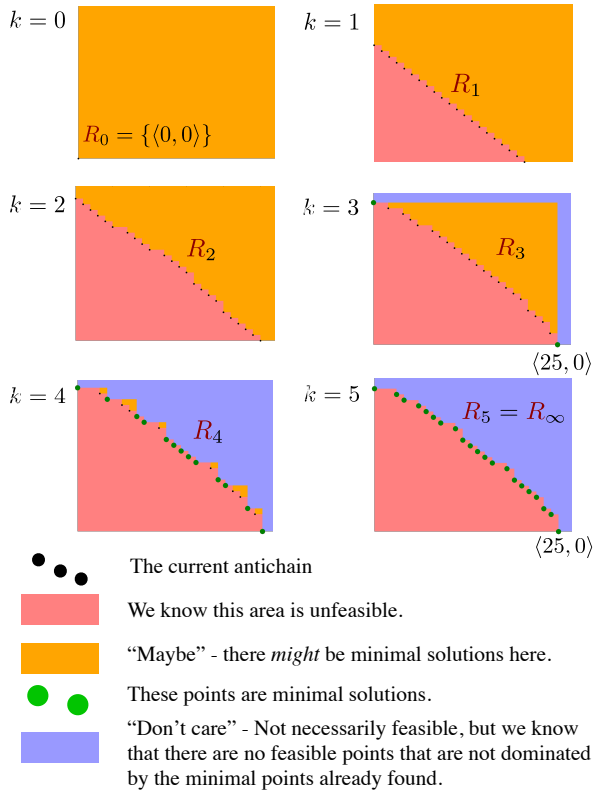 k = 0
R₀ = {⟨0, 0⟩}
k = 1
R₁
k = 2
R₂
k = 3
R₃
⟨25, 0⟩
k = 4
R₄
k = 5
R₅ = R∞
⟨25, 0⟩
The current antichain
We know this area is unfeasible.
“Maybe” - there might be minimal solutions here.
These points are minimal solutions.
“Don’t care” - Not necessarily feasible, but we know
that there are no feasible points that are not dominated
by the minimal points already found.